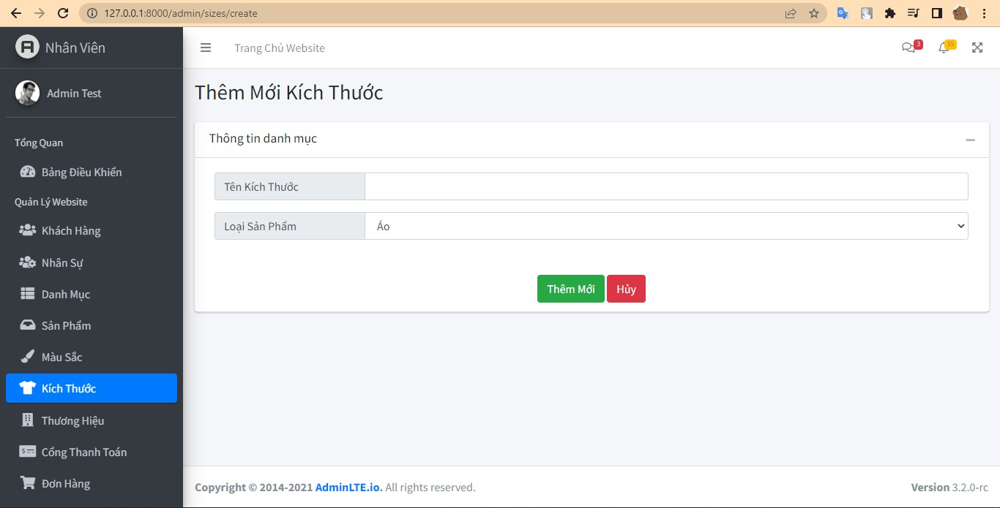 127.0.0.1:8000/admin/sizes/create
Nhân Viên
Trang Chủ Website
3
15
Admin Test
Thêm Mới Kích Thước
Thông tin danh mục
Tổng Quan
Bảng Điều Khiển
Quản Lý Website
Khách Hàng
Nhân Sự
Danh Mục
Sản Phẩm
Màu Sắc
Kích Thước
Thương Hiệu
Cổng Thanh Toán
Đơn Hàng
Tên Kích Thước
Loại Sản Phẩm
Áo
Thêm Mới
Hủy
Copyright © 2014-2021 AdminLTE.io. All rights reserved.
Version 3.2.0-rc